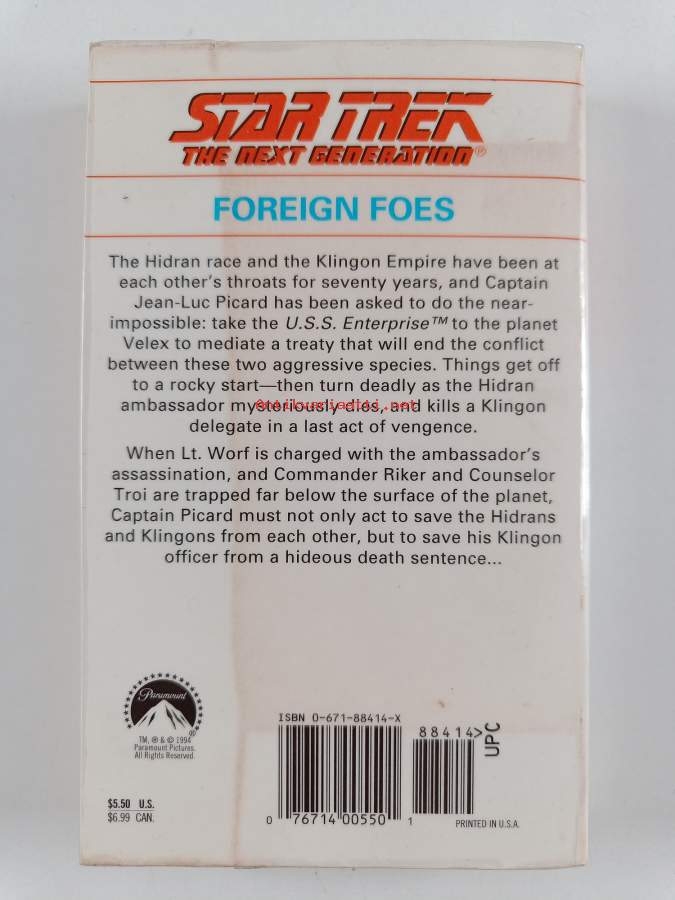 STAR TREK
THE NEXT GENERATION®
FOREIGN FOES
The Hidran race and the Klingon Empire have been at
each other's throats for seventy years, and Captain
Jean-Luc Picard has been asked to do the near-
impossible: take the U.S.S. Enterprise™ to the planet
Velex to mediate a treaty that will end the conflict
between these two aggressive species. Things get off
to a rocky start—then turn deadly as the Hidran
ambassador mysteriously dies, and kills a Klingon
Antikvariaatti.net
delegate in a last act of vengence.
When Lt. Worf is charged with the ambassador's
assassination, and Commander Riker and Counselor
Troi are trapped far below the surface of the planet,
Captain Picard must not only act to save the Hidrans
and Klingons from each other, but to save his Klingon
officer from a hideous death sentence...
Paramount
®
TM, ® & © 1994
Paramount Pictures.
All Rights Reserved.
$5.50 U.S.
$6.99 CAN.
ISBN 0-671-88414-X
88414>
UPC
0 76714 00550 1
PRINTED IN U.S.A.